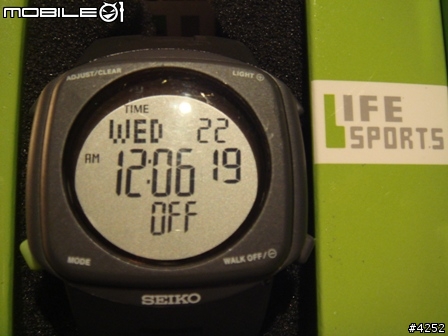 MOBILE01
ADJUST/CLEAR
LIGHT
TIME
WED 22
AM 12:06 19
OFF
MODE
WALK OFF/
SEIKO
LIFE
SPORTS
#4252